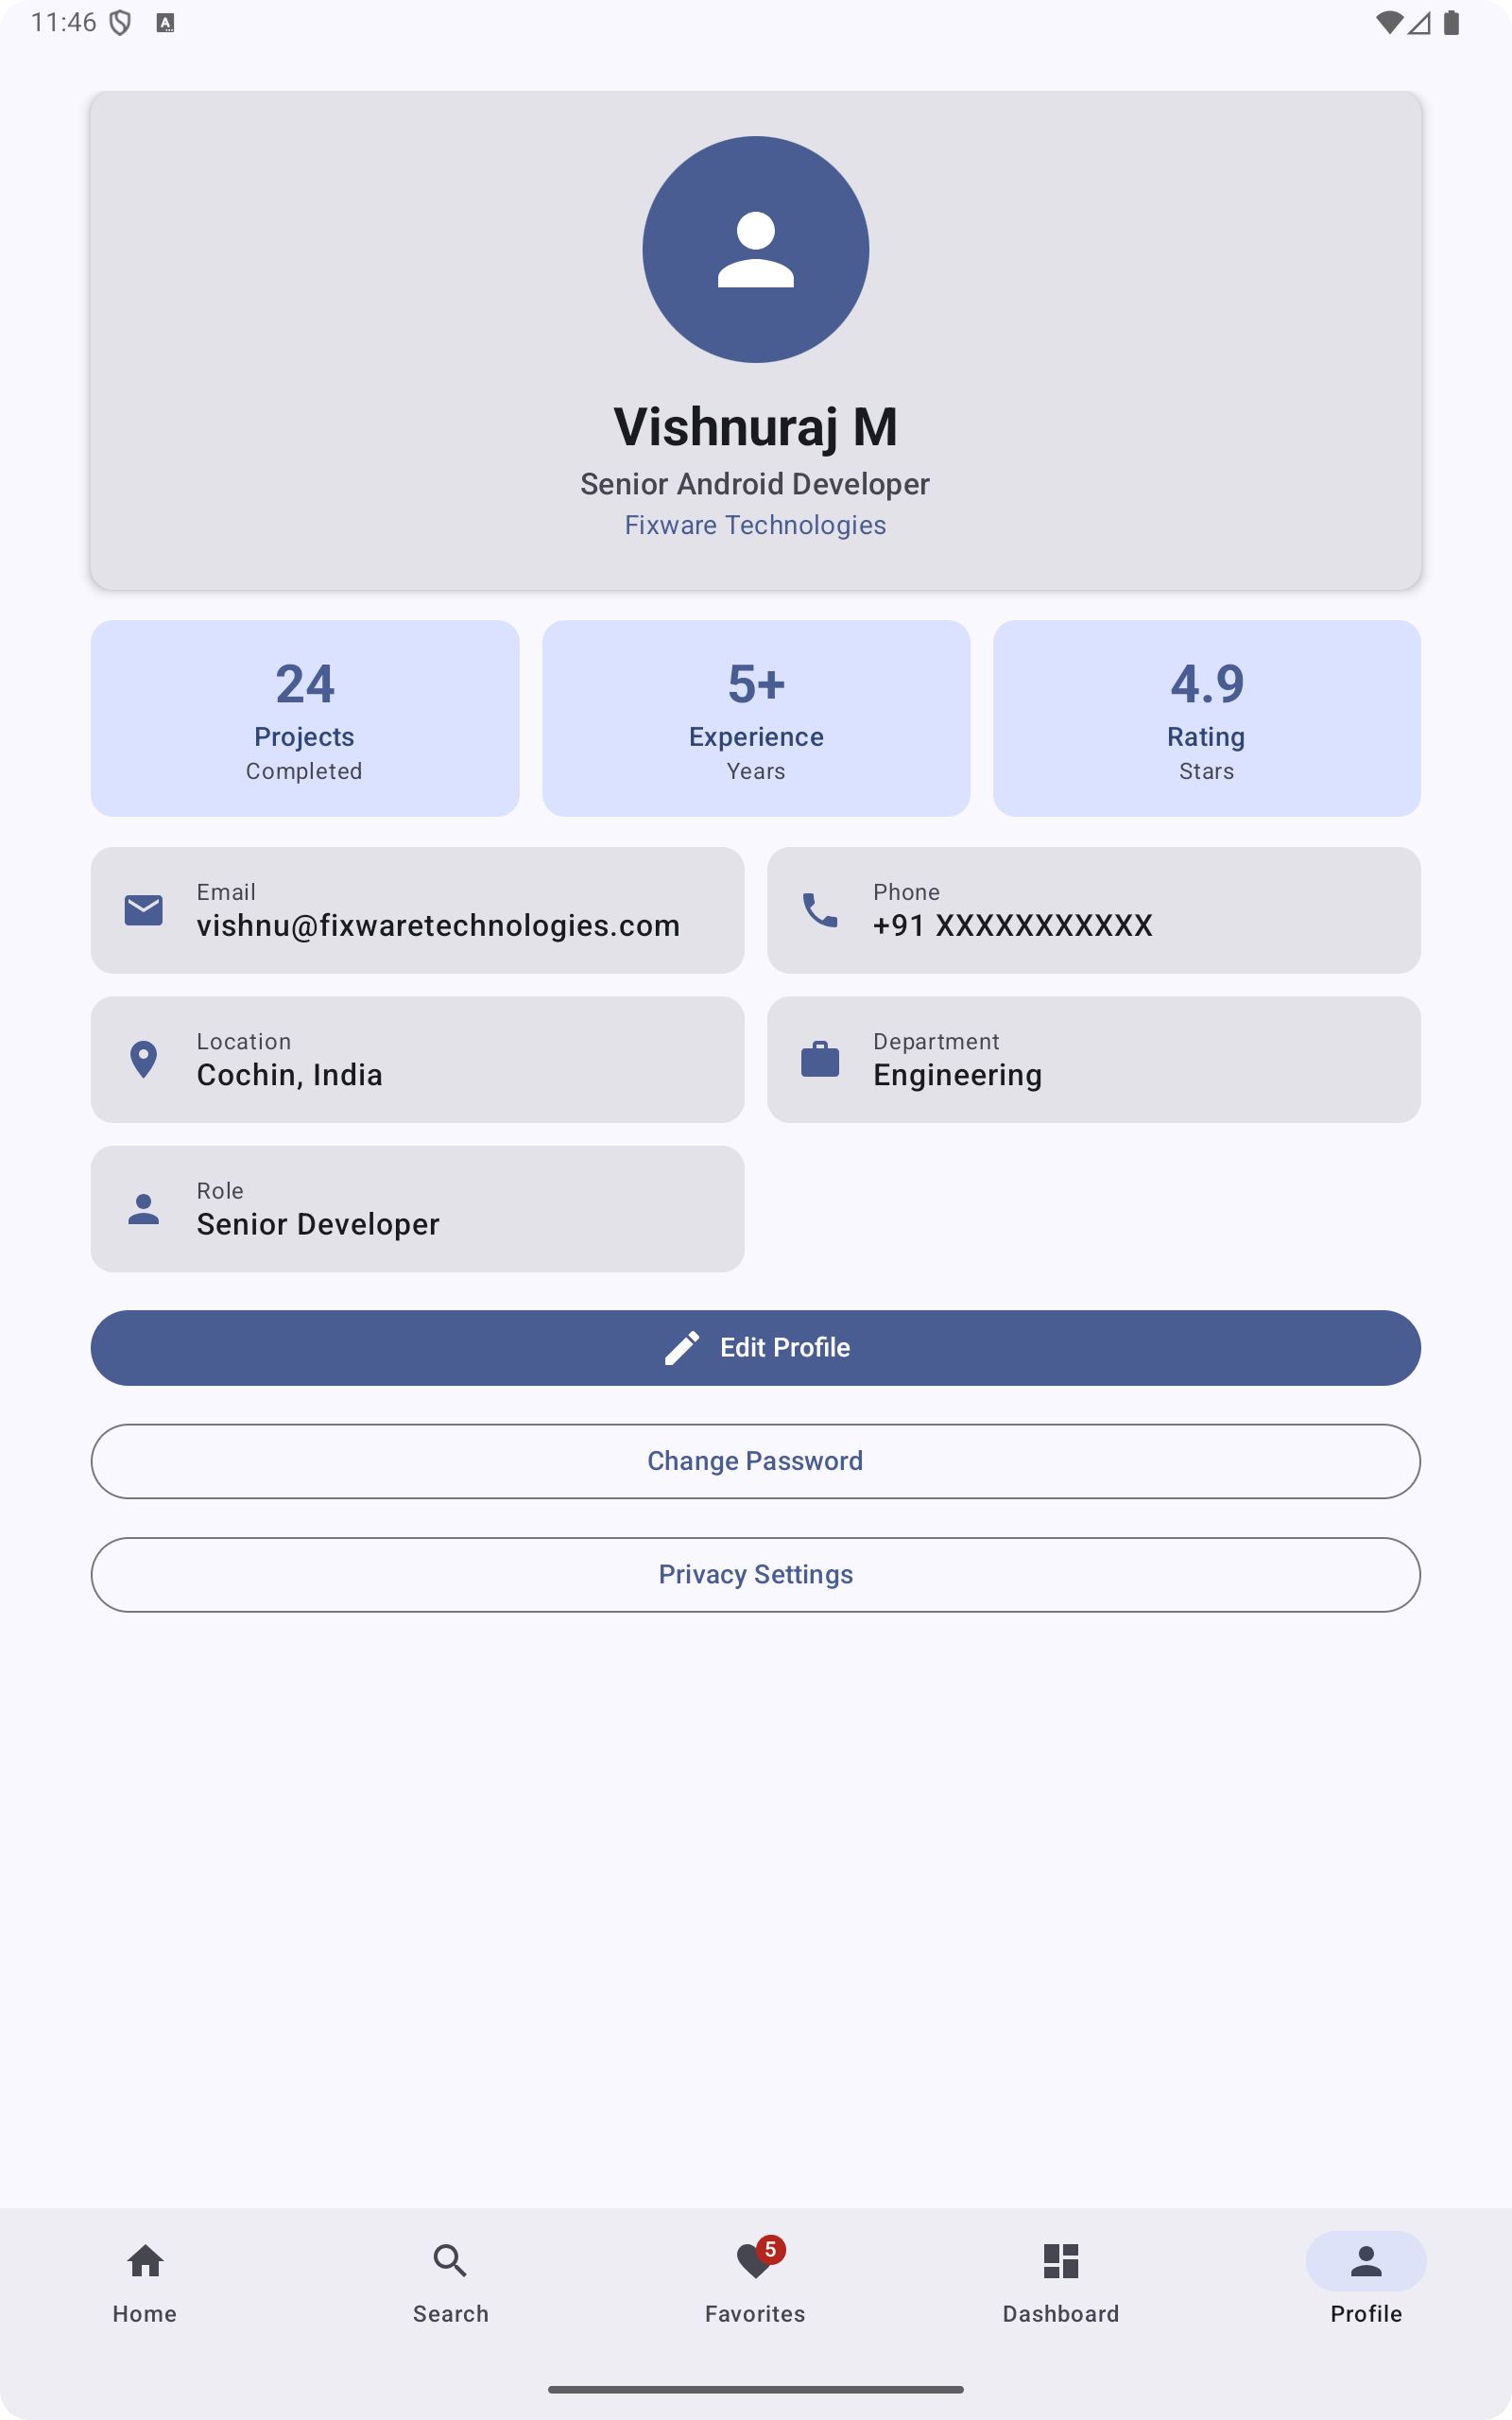 11:46
A
Vishnuraj M
Senior Android Developer
Fixware Technologies
24
Projects
Completed
5+
Experience
Years
4.9
Rating
Stars
Email
vishnu@fixwaretechnologies.com
Phone
+91 XXXXXXXXXXX
Location
Cochin, India
Department
Engineering
Role
Senior Developer
Edit Profile
Change Password
Privacy Settings
5
Home
Search
Favorites
Dashboard
Profile